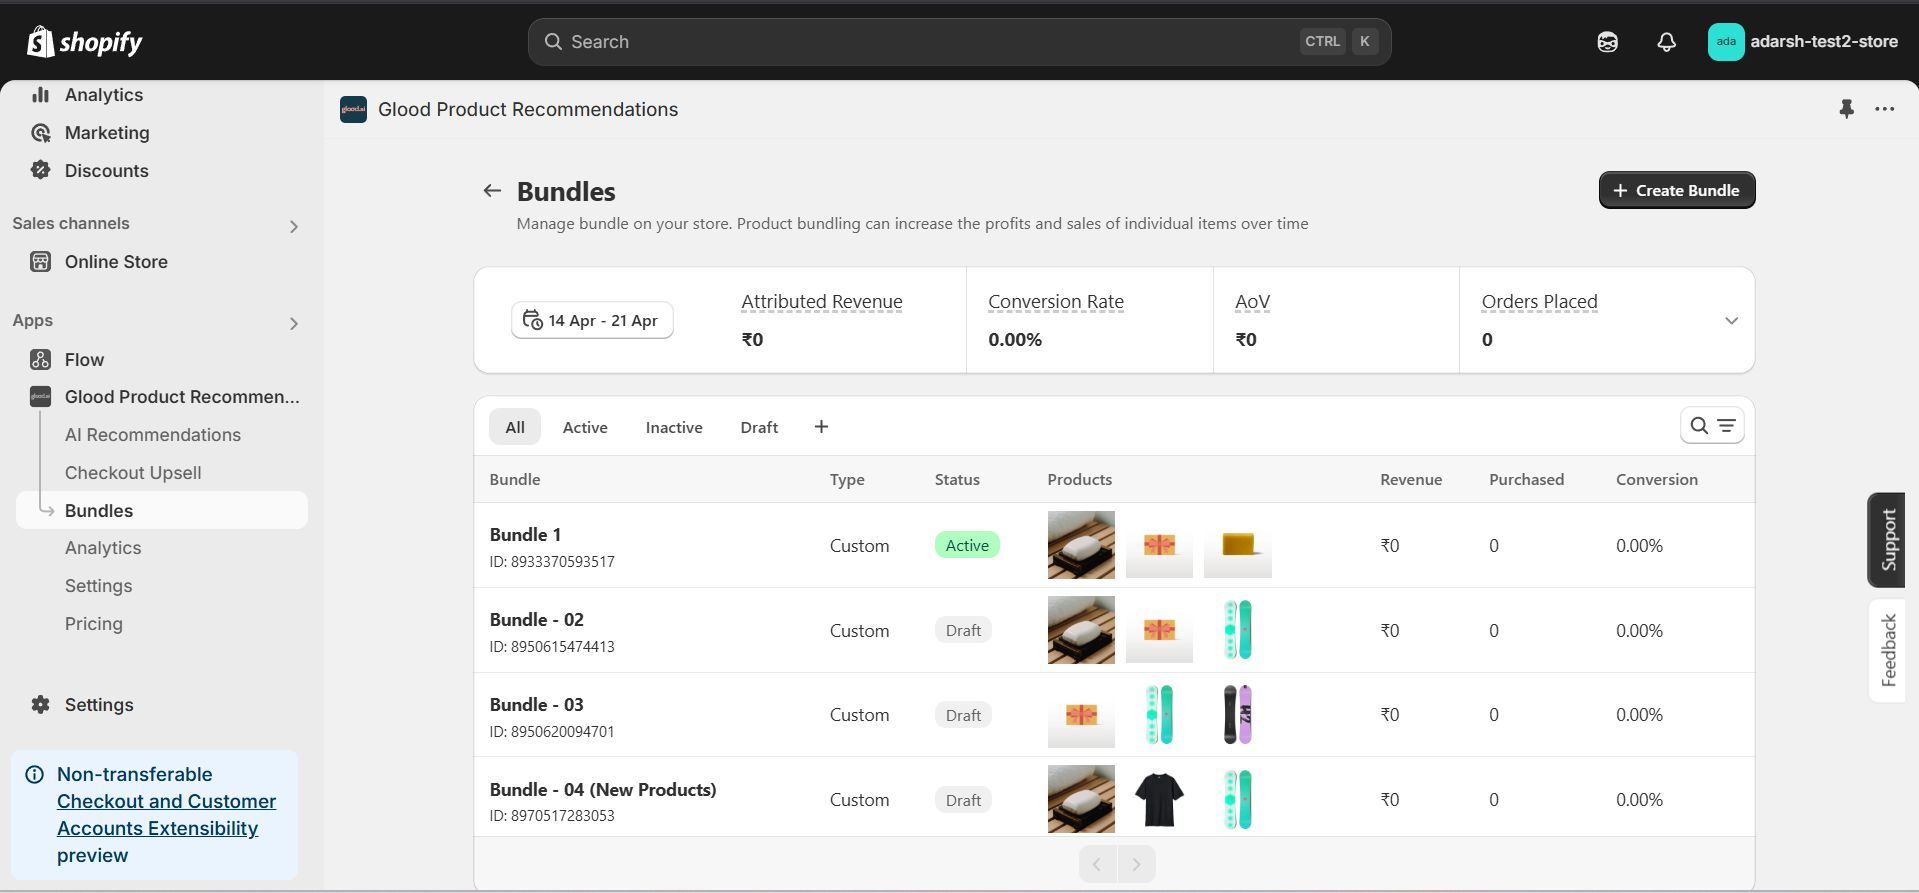 shopify
Search
CTRL K
ada
adarsh-test2-store
Analytics
Marketing
Discounts
Sales channels
Online Store
Apps
Flow
Glood Product Recommen...
AI Recommendations
Checkout Upsell
Bundles
Analytics
Settings
Pricing
Settings
Non-transferable
Checkout and Customer
Accounts Extensibility
preview
glood.ai
Glood Product Recommendations
Bundles
Create Bundle
Manage bundle on your store. Product bundling can increase the profits and sales of individual items over time
14 Apr - 21 Apr
Attributed Revenue
₹0
Conversion Rate
0.00%
AoV
₹0
Orders Placed
0
All Active Inactive Draft +
Bundle Type Status Products Revenue Purchased Conversion
Bundle 1
ID: 8933370593517
Custom Active ₹0 0 0.00%
Bundle - 02
ID: 8950615474413
Custom Draft ₹0 0 0.00%
Bundle - 03
ID: 8950620094701
Custom Draft ₹0 0 0.00%
Bundle - 04 (New Products)
ID: 8970517283053
Custom Draft ₹0 0 0.00%
Support
Feedback